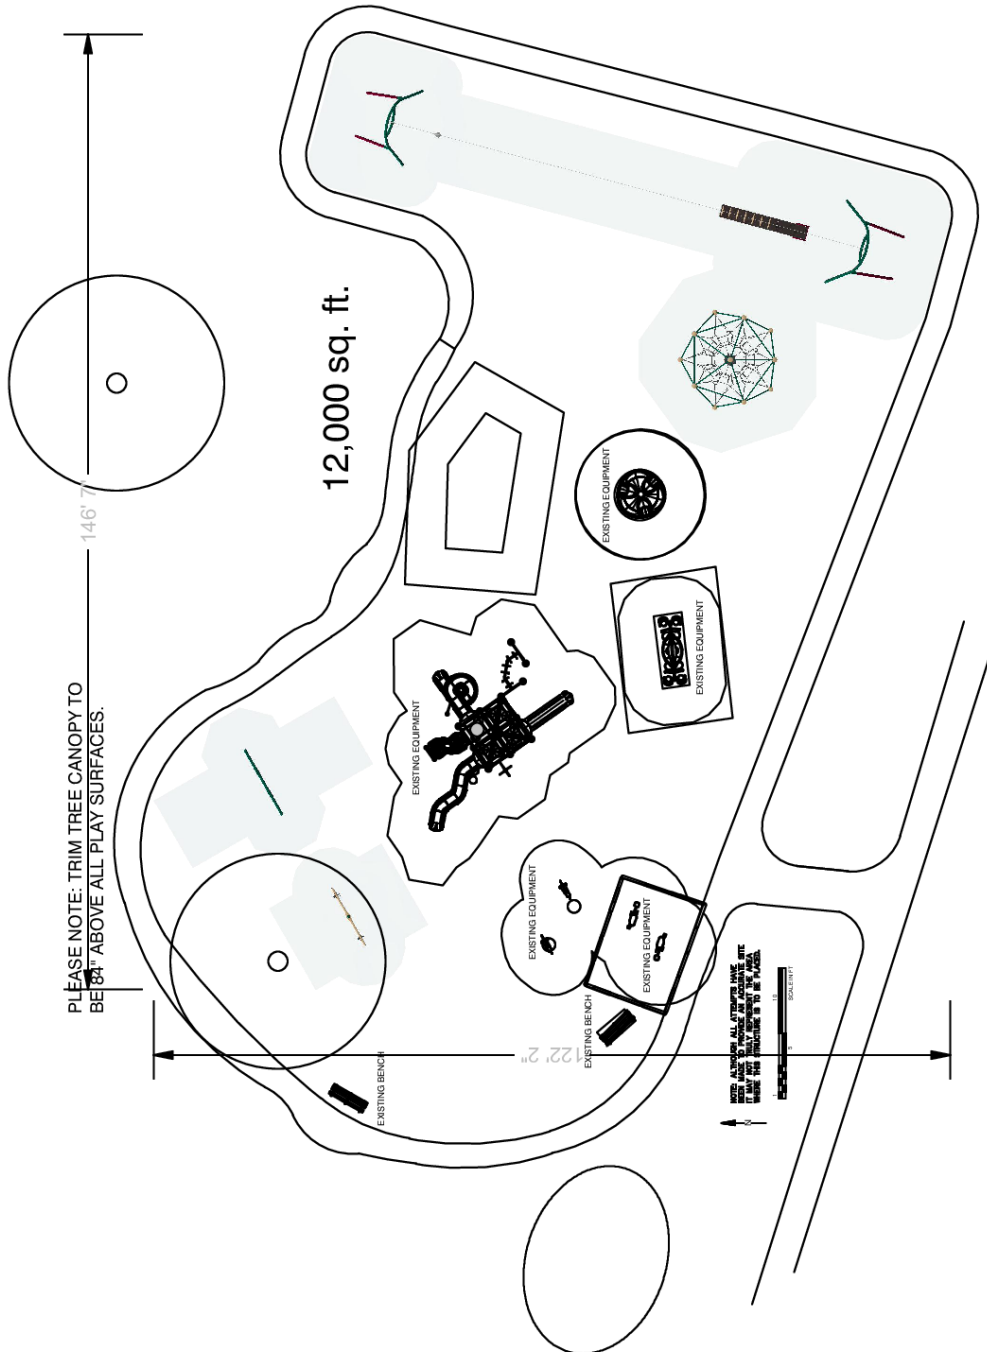 PLEASE NOTE: TRIM TREE CANOPY TO
BE 84" ABOVE ALL PLAY SURFACES.
146' 7"
12,000 sq. ft.
EXISTING EQUIPMENT
EXISTING EQUIPMENT
EXISTING EQUIPMENT
EXISTING EQUIPMENT
EXISTING EQUIPMENT
EXISTING BENCH
EXISTING BENCH
122' 2"
NOTE: ALTHOUGH ALL ATTEMPTS HAVE
BEEN MADE TO PROVIDE AN ACCURATE SITE
IT MAY NOT TRULY REPRESENT THE AREA
WHERE THIS STRUCTURE IS TO BE PLACED.
N
1 5 10
SCALE IN FT